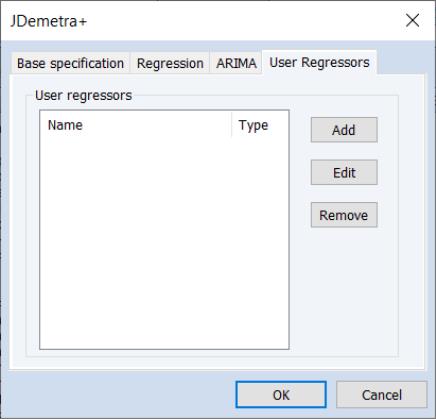 JDemetra+
Base specification Regression ARIMA User Regressors
User regressors
Name Type
Add
Edit
Remove
OK Cancel